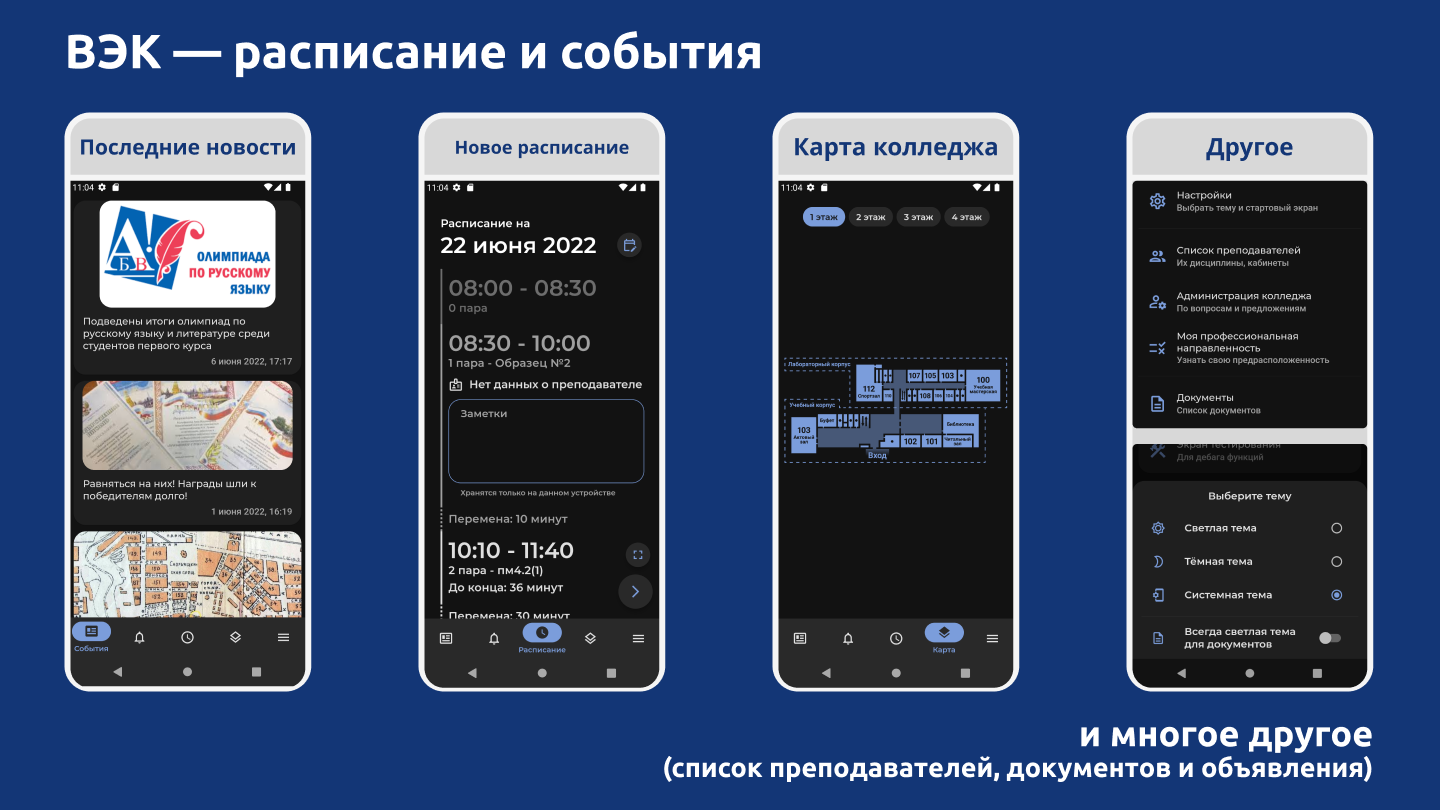 ВЭК — расписание и события
Последние новости
11:04
АБВ
ОЛИМПИАДА
ПО РУССКОМУ
ЯЗЫКУ
Подведены итоги олимпиад по
русскому языку и литературе среди
студентов первого курса
6 июня 2022, 17:17
Равняться на них! Награды шли к
победителям долго!
1 июня 2022, 16:19
События
Новое расписание
11:04
Расписание на
22 июня 2022
08:00 - 08:30
0 пара
08:30 - 10:00
1 пара - Образец №2
Нет данных о преподавателе
Заметки
Хранятся только на данном устройстве
Перемена: 10 минут
10:10 - 11:40
2 пара - пм4.2(1)
До конца: 36 минут
Перемена: 30 минут
Расписание
Карта колледжа
11:04
1 этаж
2 этаж
3 этаж
4 этаж
Лабораторный корпус
112
Спортзал
107
105
103
100
Учебная
мастерская
108
Учебный корпус
103
Актовый
зал
Буфет
Библиотека
102
101
Читальный
зал
Вход
Карта
Другое
Настройки
Выбрать тему и стартовый экран
Список преподавателей
Их дисциплины, кабинеты
Администрация колледжа
По вопросам и предложениям
Моя профессиональная
направленность
Узнать свою предрасположенность
Документы
Список документов
Экран тестирования
Для дебага функций
Выберите тему
Светлая тема
Тёмная тема
Системная тема
Всегда светлая тема
для документов
и многое другое
(список преподавателей, документов и объявления)